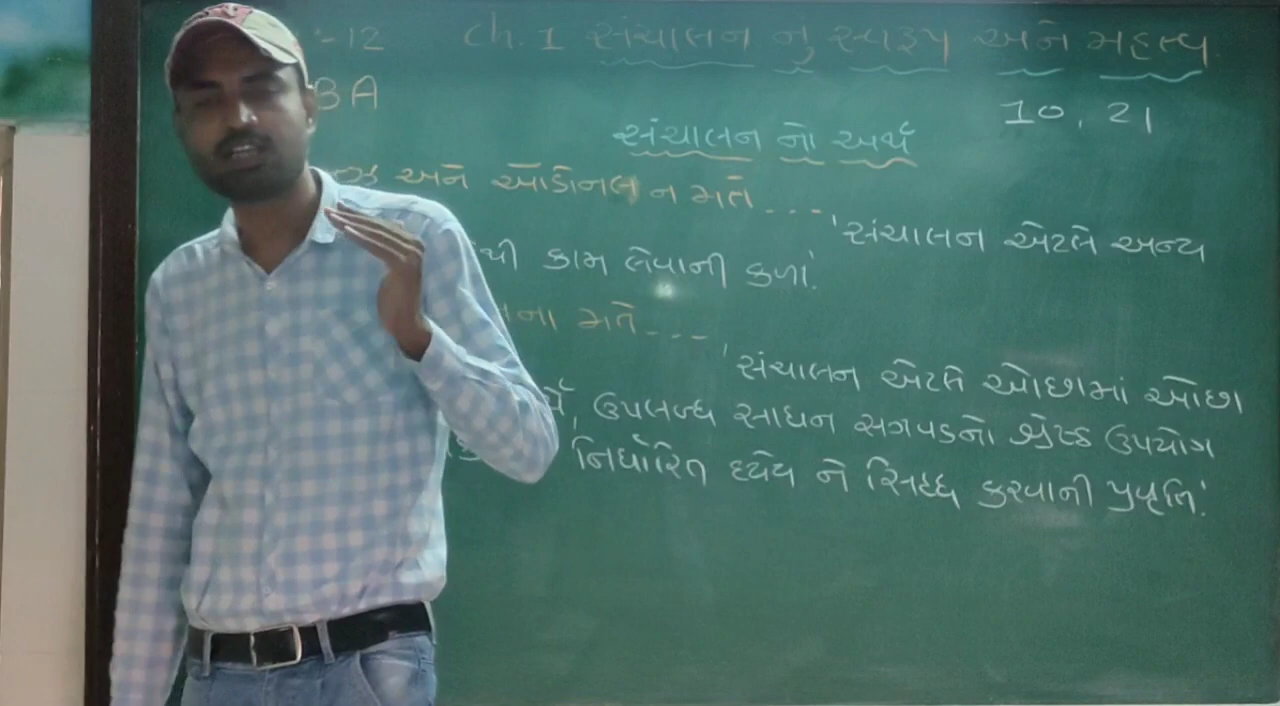 -12 Ch. 1 સંચાલન નું સ્વરૂપ અને મહત્વ
BA 10, 21
સંચાલન નો અર્થ
અને ઓડોનેલ ના મતે ----
'સંચાલન એટલે અન્ય
કામ લેવાની કળા'.
ના મતે ----
'સંચાલન એટલે ઓછામાં ઓછા
ઉપલબ્ધ સાધન સગવડનો શ્રેષ્ઠ ઉપયોગ
નિર્ધારિત ધ્યેય ને સિદ્ધ કરવાની પ્રવૃતિ'.